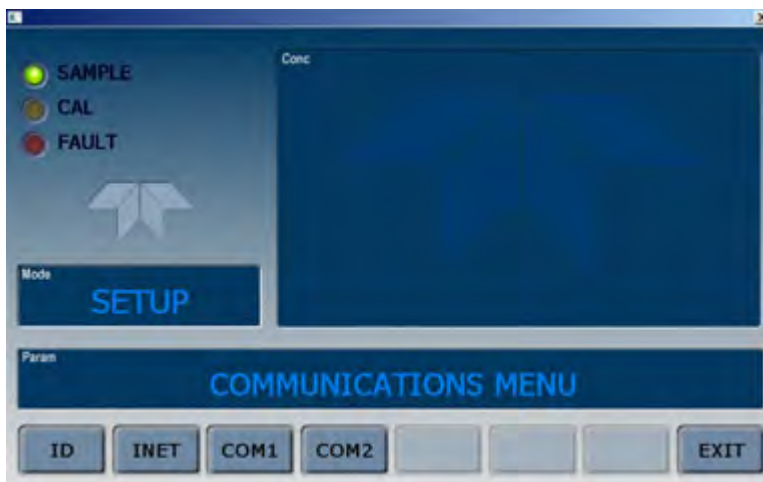 SAMPLE
CAL
FAULT
Conc
Mode
SETUP
Param
COMMUNICATIONS MENU
ID INET COM1 COM2 EXIT